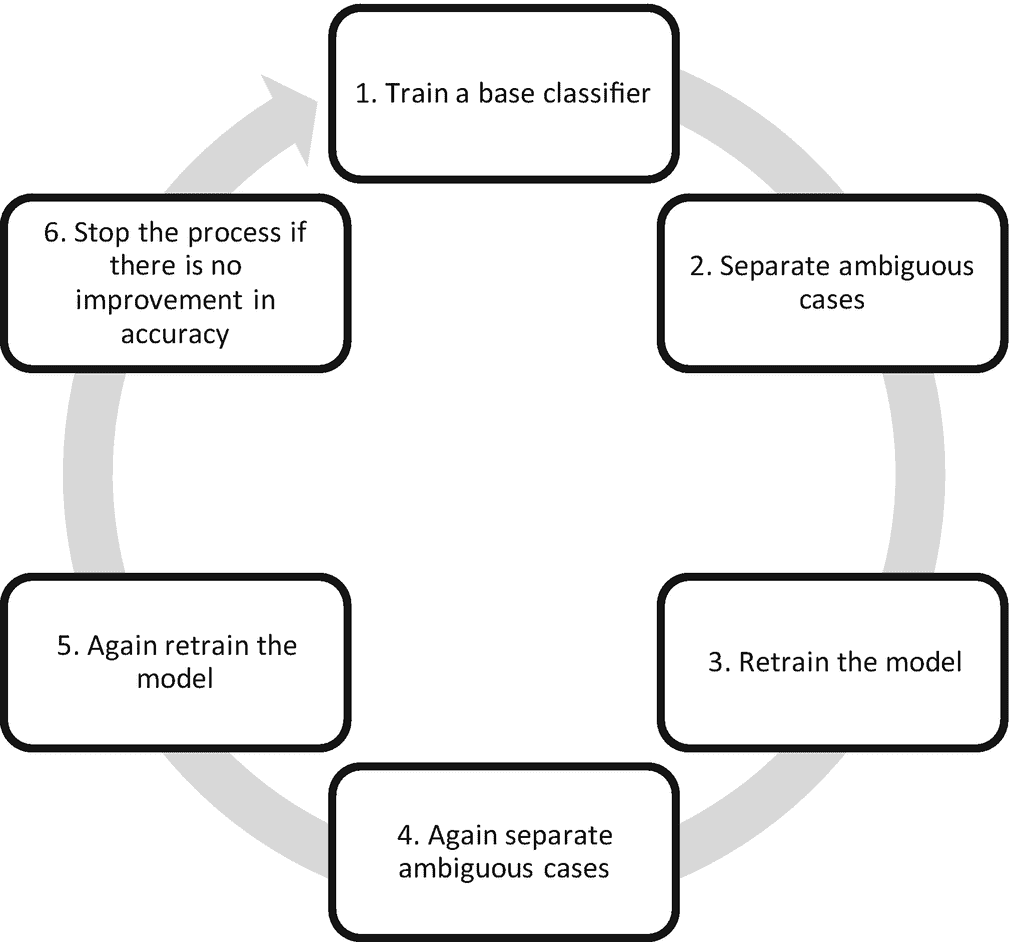 1. Train a base classifier
2. Separate ambiguous
cases
3. Retrain the model
4. Again separate
ambiguous cases
5. Again retrain the
model
6. Stop the process if
there is no
improvement in
accuracy